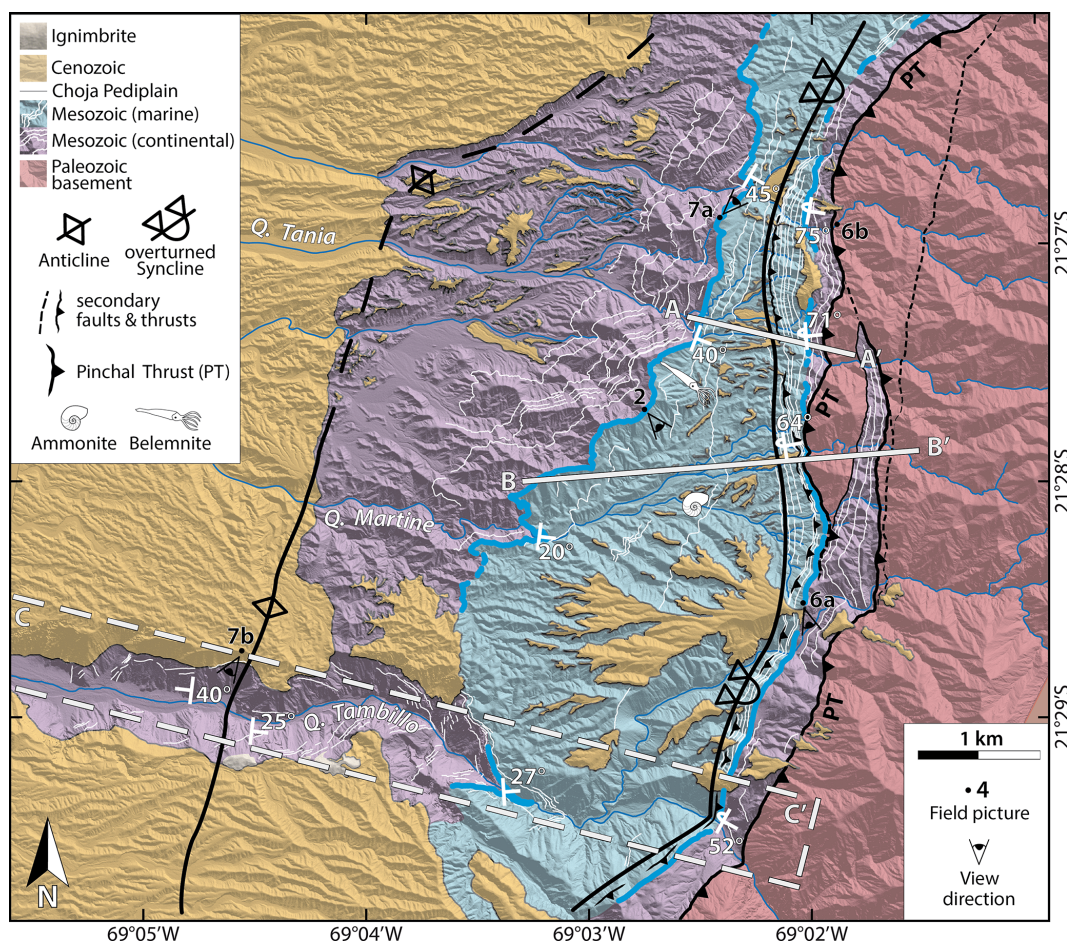 Ignimbrite
Cenozoic
Choja Pediplain
Mesozoic (marine)
Mesozoic (continental)
Paleozoic
basement
Anticline
overturned
Syncline
secondary
faults & thrusts
Pinchal Thrust (PT)
Ammonite
Belemnite
PT
45°
7a
Q. Tania
75°
6b
21°27'S
A
71°
40°
A'
2
PT
64°
B
B'
21°28'S
Q. Martine
20°
C
6a
7b
40°
25°
Q. Tambillo
PT
21°29'S
27°
C'
52°
1 km
4
Field picture
View
direction
N
69°05'W
69°04'W
69°03'W
69°02'W